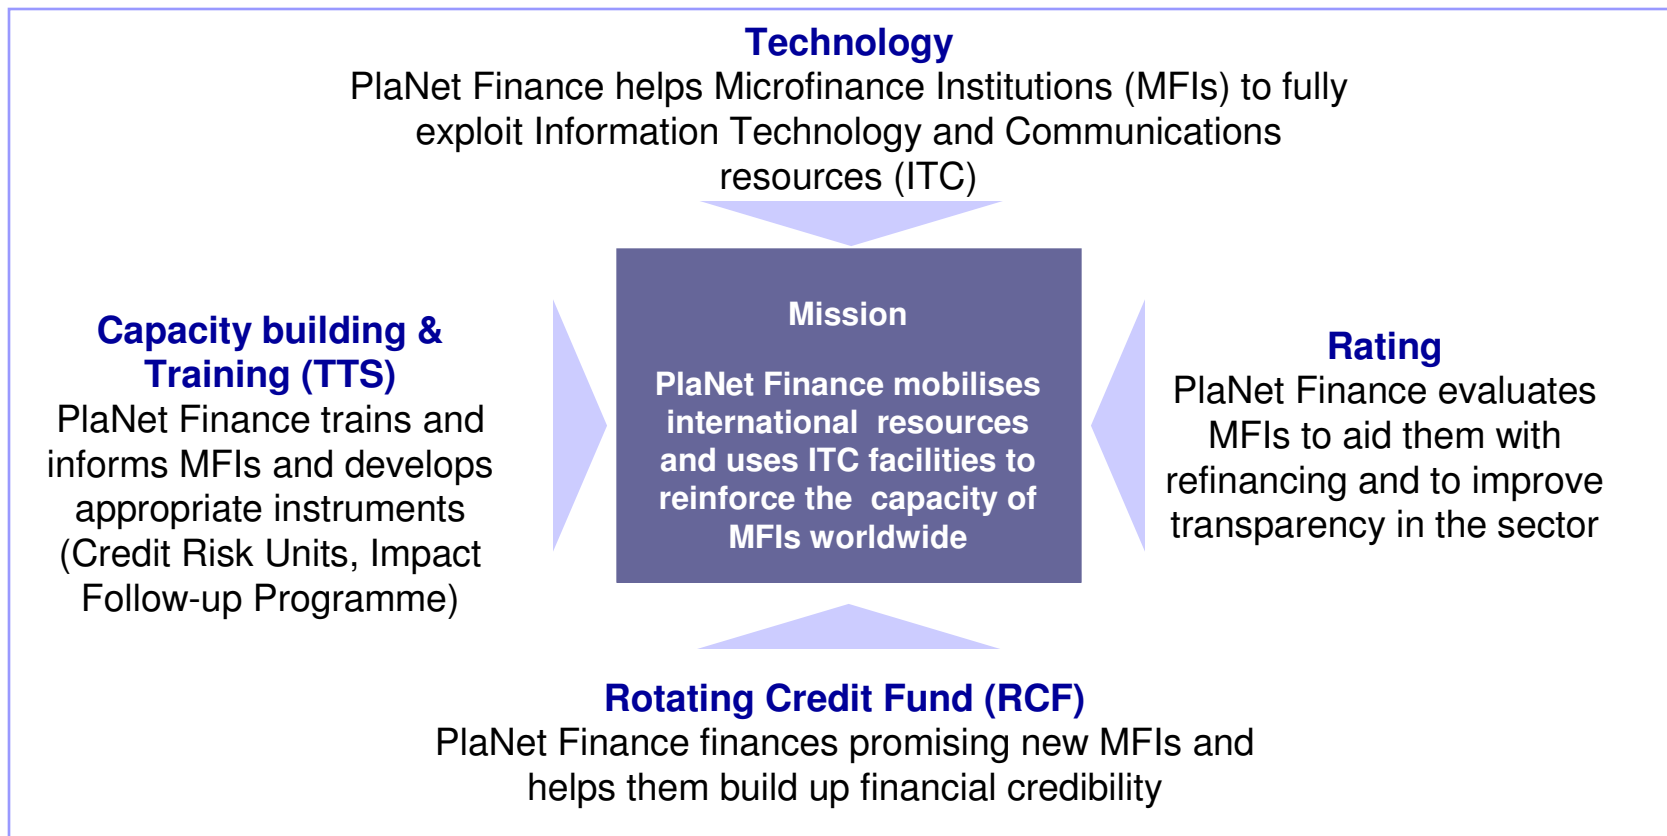 Technology
PlaNet Finance helps Microfinance Institutions (MFIs) to fully
exploit Information Technology and Communications
resources (ITC)
Capacity building &
Training (TTS)
PlaNet Finance trains and
informs MFIs and develops
appropriate instruments
(Credit Risk Units, Impact
Follow-up Programme)
Mission
PlaNet Finance mobilises
international resources
and uses ITC facilities to
reinforce the capacity of
MFIs worldwide
Rating
PlaNet Finance evaluates
MFIs to aid them with
refinancing and to improve
transparency in the sector
Rotating Credit Fund (RCF)
PlaNet Finance finances promising new MFIs and
helps them build up financial credibility